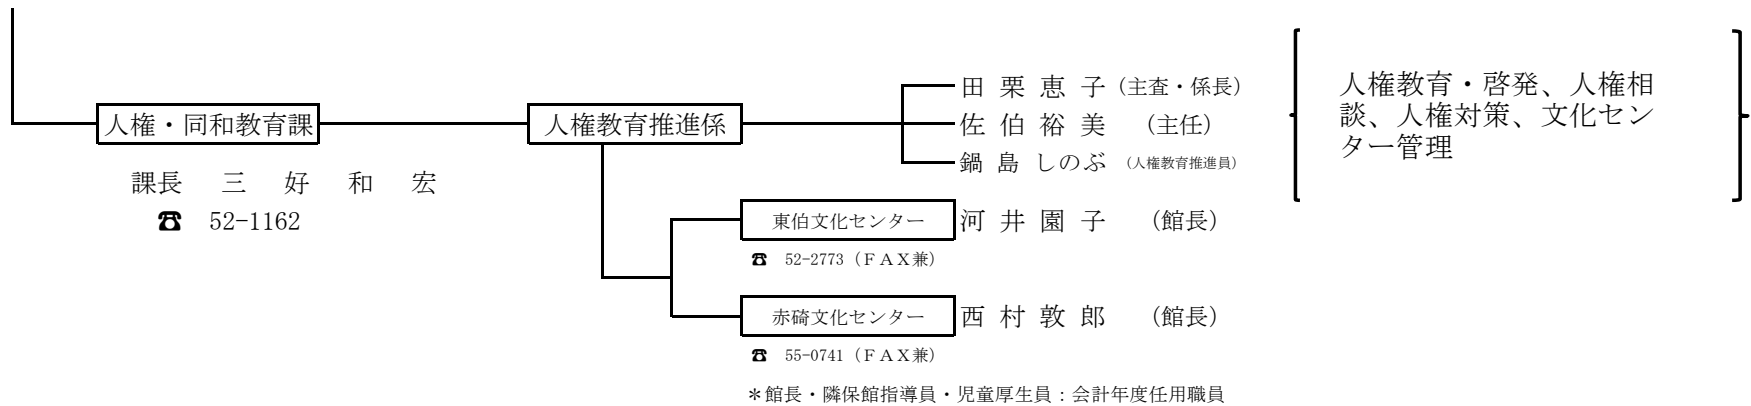 田 栗 恵 子 (主査・係長)
人権・同和教育課
人権教育推進係
佐 伯 裕 美 (主任)
鍋 島 しのぶ (人権教育推進員)
人権教育・啓発、人権相
談、人権対策、文化セン
ター管理
課長 三 好 和 宏
☎ 52-1162
東伯文化センター 河 井 園 子 (館長)
☎ 52-2773 (ＦＡＸ兼)
赤碕文化センター 西 村 敦 郎 (館長)
☎ 55-0741 (ＦＡＸ兼)
＊館長・隣保館指導員・児童厚生員：会計年度任用職員